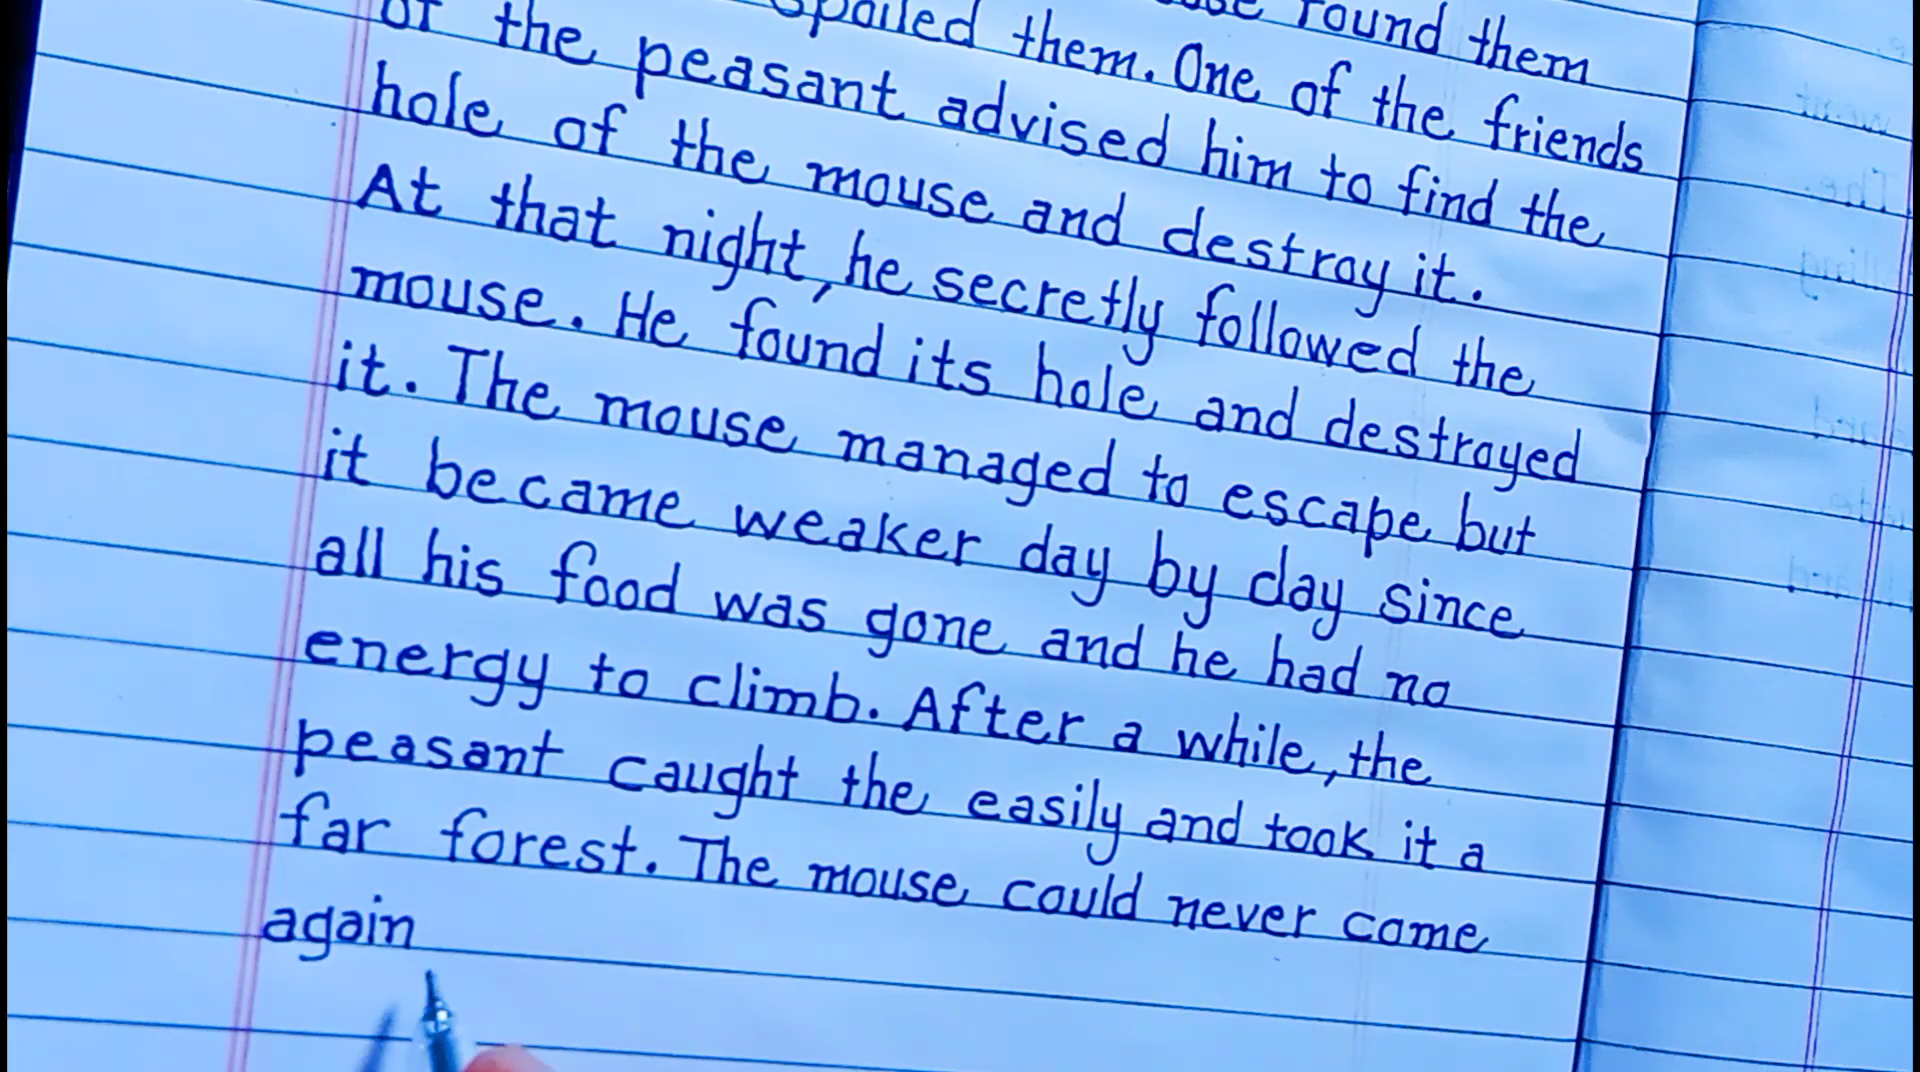 round them
spoiled them. One of the friends
of the peasant advised him to find the
hole of the mouse and destroy it.
At that night, he secretly followed the
mouse. He found its hole and destroyed
it. The mouse managed to escape but
it became weaker day by day since
all his food was gone and he had no
energy to climb. After a while, the
peasant caught the easily and took it a
far forest. The mouse could never come
again